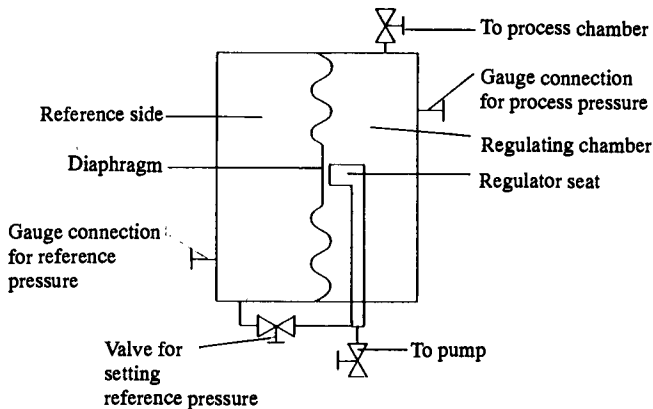 To process chamber
Gauge connection
for process pressure
Reference side
Regulating chamber
Diaphragm
Regulator seat
Gauge connection
for reference
pressure
To pump
Valve for
setting
reference pressure